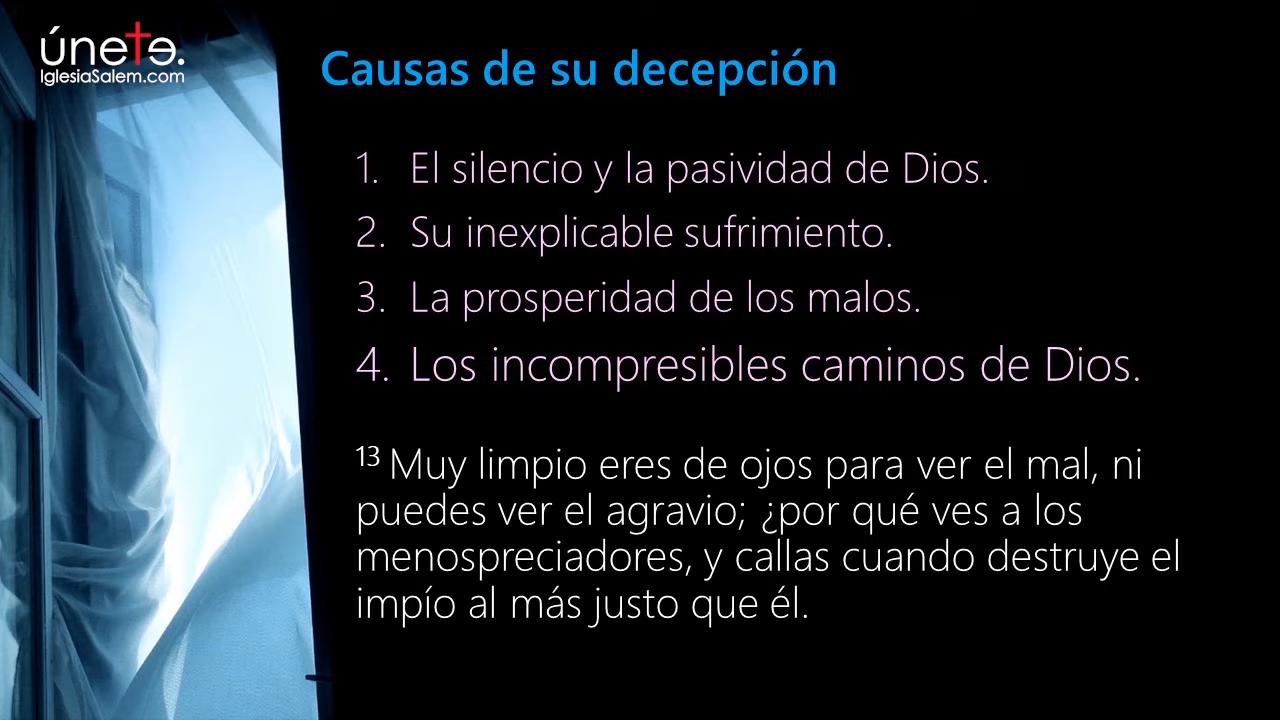 únete.
IglesiaSalem.com
Causas de su decepción
1. El silencio y la pasividad de Dios.
2. Su inexplicable sufrimiento.
3. La prosperidad de los malos.
4. Los incompresibles caminos de Dios.
13 Muy limpio eres de ojos para ver el mal, ni
puedes ver el agravio; ¿por qué ves a los
menospreciadores, y callas cuando destruye el
impío al más justo que él.